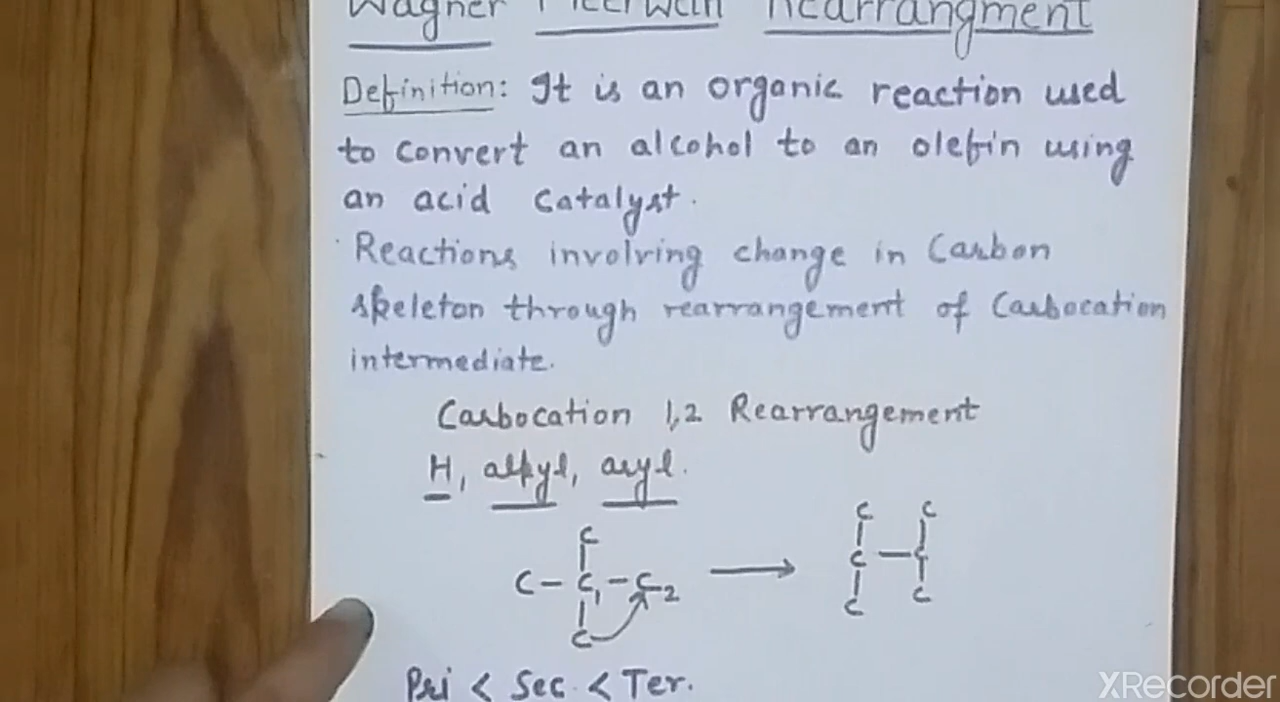 Wagner Meerwein Rearrangment
Definition: It is an organic reaction used
to convert an alcohol to an olefin using
an acid catalyst.
Reactions involving change in Carbon
skeleton through rearrangement of Carbocation
intermediate.
Carbocation 1,2 Rearrangement
H, alkyl, aryl.
C C C
C - C1 - C2 ⟶ C - C
C C C
Pri < Sec. < Ter.
XRecorder